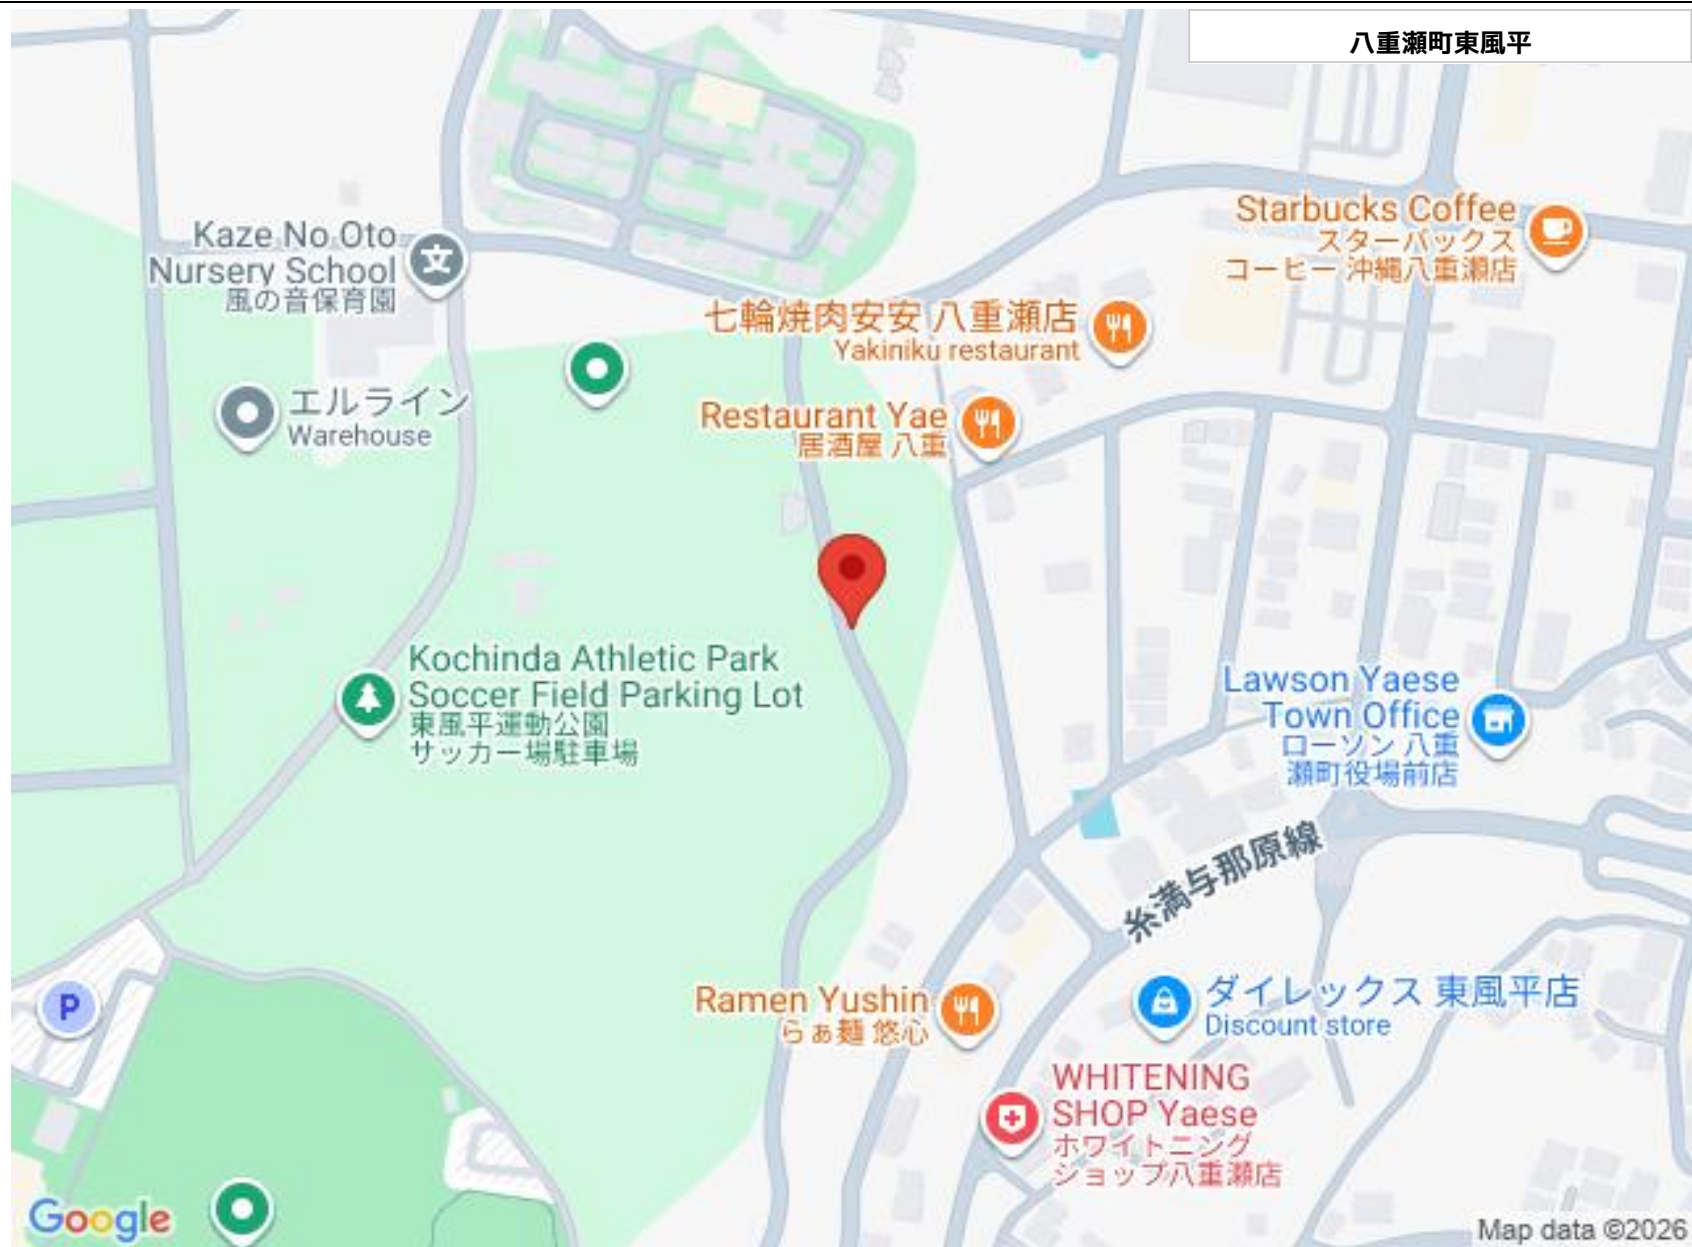 八重瀬町東風平
Starbucks Coffee
スターバックス
コーヒー 沖縄八重瀬店
Kaze No Oto
Nursery School
風の音保育園
七輪焼肉安安 八重瀬店
Yakiniku restaurant
エルライン
Warehouse
Restaurant Yae
居酒屋 八重
Kochinda Athletic Park
Soccer Field Parking Lot
東風平運動公園
サッカー場駐車場
Lawson Yaese
Town Office
ローソン 八重
瀬町役場前店
糸満与那原線
P
Ramen Yushin
らぁ麺 悠心
ダイレックス 東風平店
Discount store
WHITENING
SHOP Yaese
ホワイトニング
ショップ八重瀬店
Google
Map data ©2026